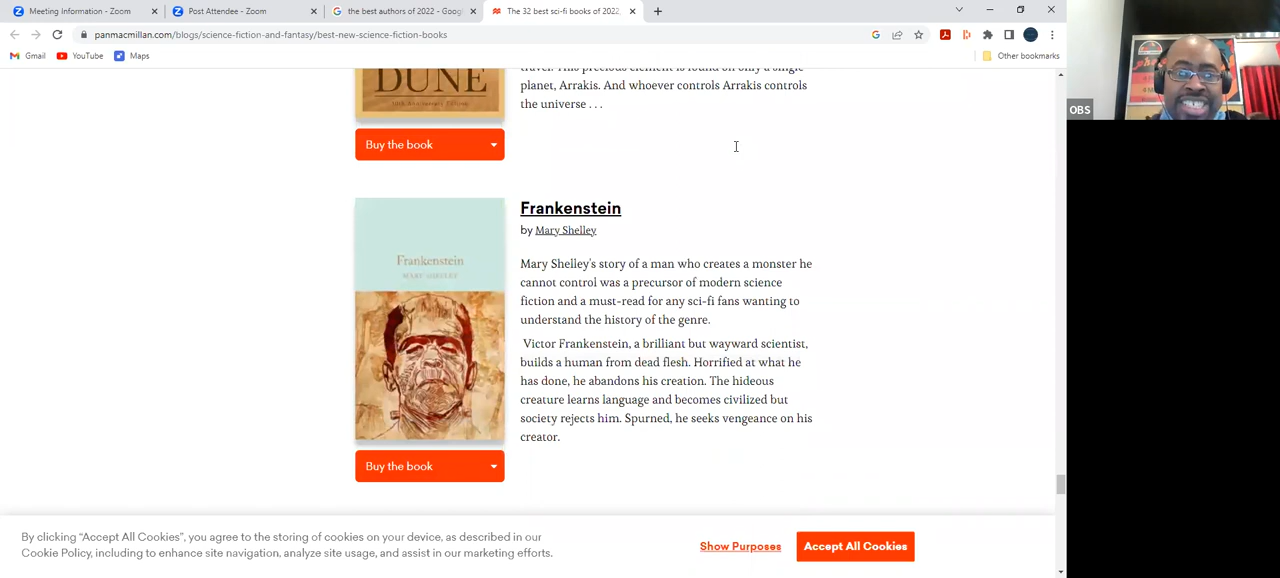 Meeting Information - Zoom
Post Attendee - Zoom
the best authors of 2022 - Goog
The 32 best sci-fi books of 2022,
panmacmillan.com/blogs/science-fiction-and-fantasy/best-new-science-fiction-books
Gmail
YouTube
Maps
Other bookmarks
OBS
DUNE
travel. This precious element is found on only a single
planet, Arrakis. And whoever controls Arrakis controls
the universe . . .
Buy the book
Frankenstein
MARY SHELLEY
Frankenstein
by Mary Shelley
Mary Shelley's story of a man who creates a monster he
cannot control was a precursor of modern science
fiction and a must-read for any sci-fi fans wanting to
understand the history of the genre.
Victor Frankenstein, a brilliant but wayward scientist,
builds a human from dead flesh. Horrified at what he
has done, he abandons his creation. The hideous
creature learns language and becomes civilized but
society rejects him. Spurned, he seeks vengeance on his
creator.
Buy the book
By clicking “Accept All Cookies”, you agree to the storing of cookies on your device, as described in our
Cookie Policy, including to enhance site navigation, analyze site usage, and assist in our marketing efforts.
Show Purposes
Accept All Cookies